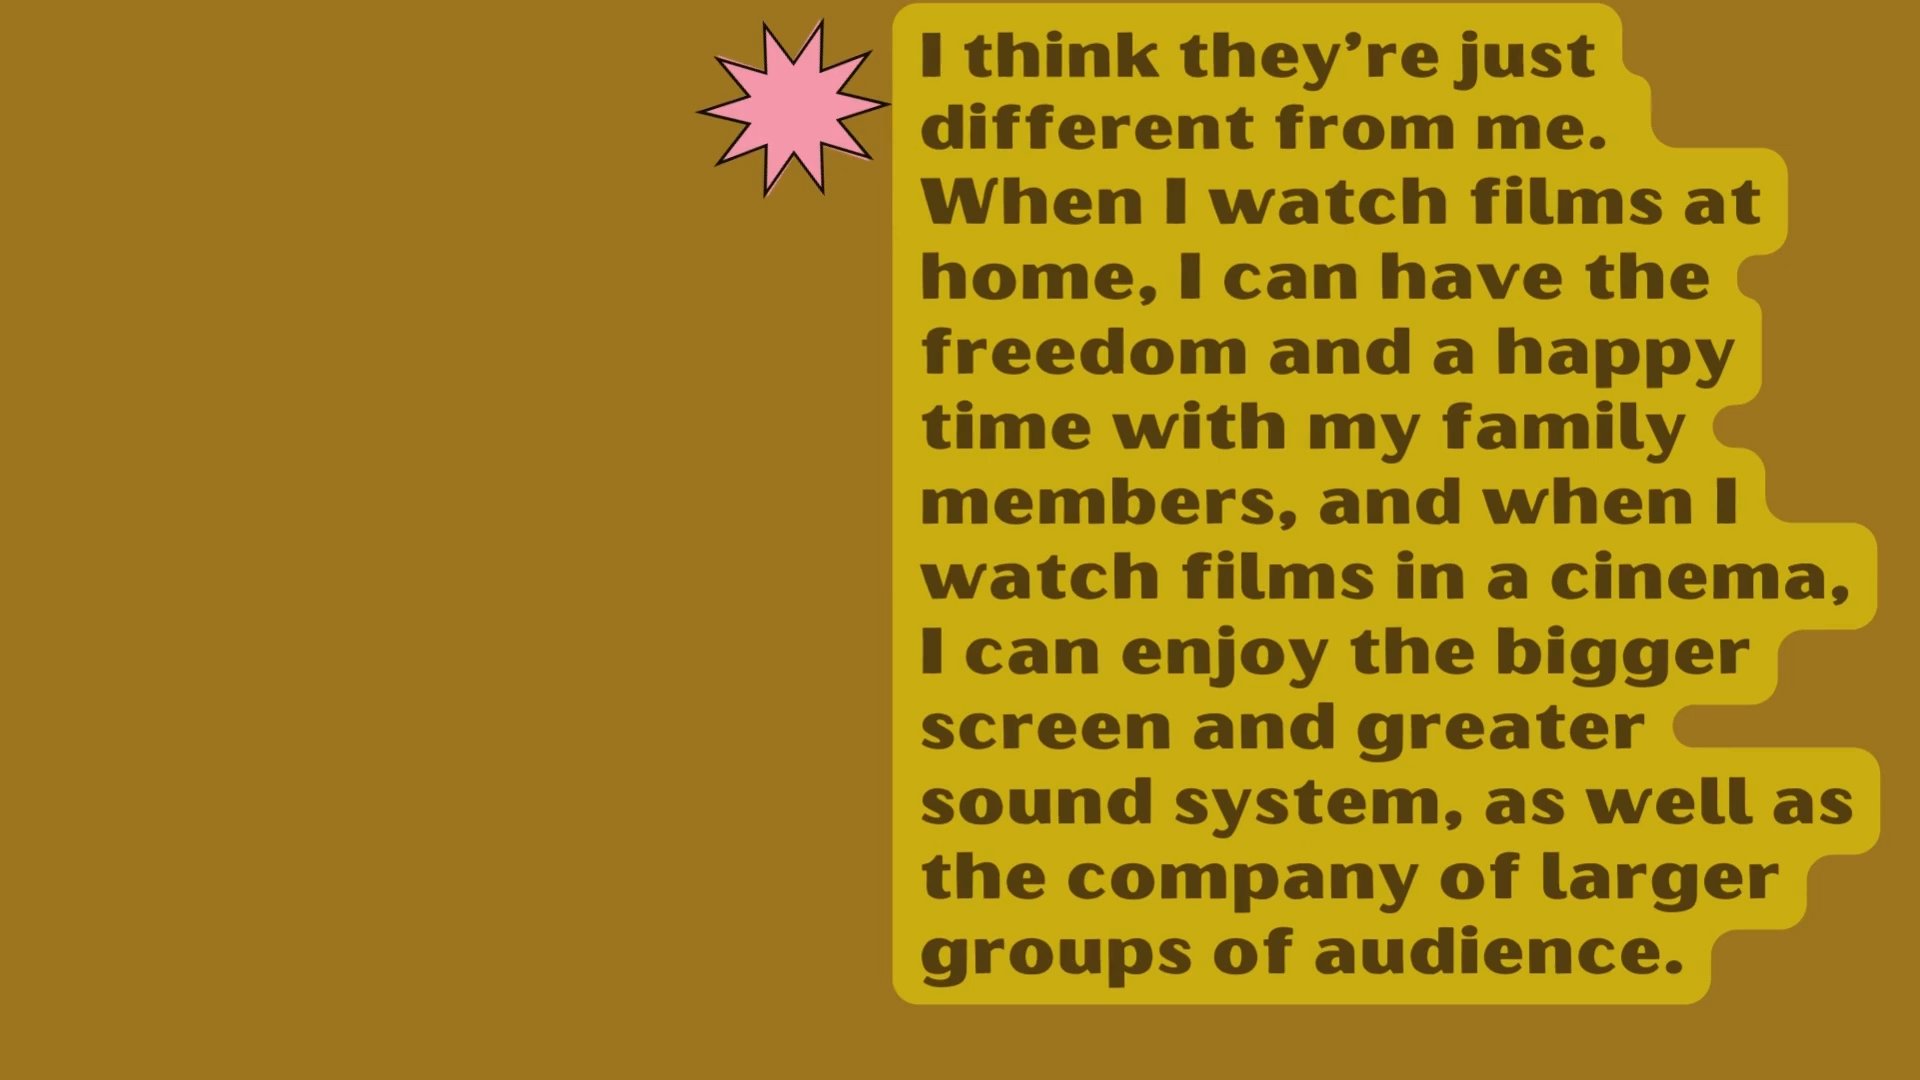 I think they’re just
different from me.
When I watch films at
home, I can have the
freedom and a happy
time with my family
members, and when I
watch films in a cinema,
I can enjoy the bigger
screen and greater
sound system, as well as
the company of larger
groups of audience.